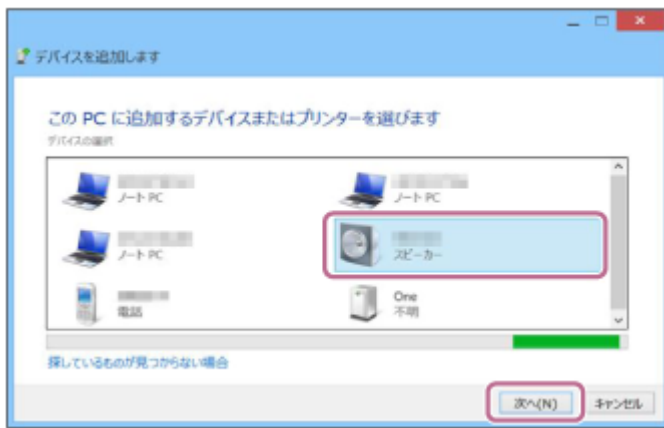 デバイスを追加します
この PC に追加するデバイスまたはプリンターを選びます
デバイスの選択
ノート PC
ノート PC
ノート PC
スピーカー
電話
One
不明
探しているものが見つからない場合
次へ(N)
キャンセル